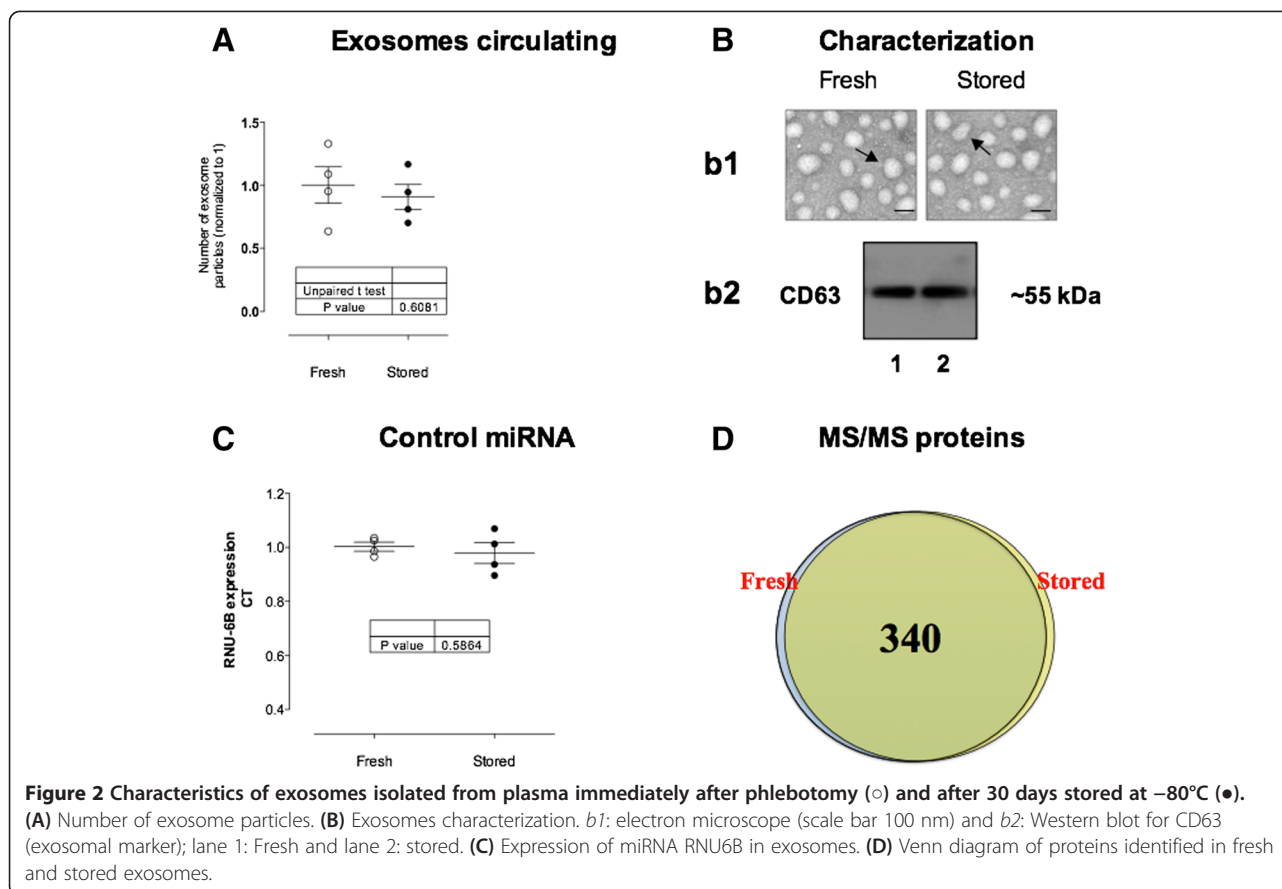 A Exosomes circulating
Number of exosome
particles (normalized to 1)
1.5
1.0
0.5
0.0
Unpaired t test
P value 0.6081
Fresh Stored
B Characterization
Fresh Stored
b1
b2 CD63 ~55 kDa
1 2
C Control miRNA
RNU-6B expression
CT
1.2
1.0
0.8
0.6
0.4
P value 0.5864
Fresh Stored
D MS/MS proteins
Fresh Stored
340
Figure 2 Characteristics of exosomes isolated from plasma immediately after phlebotomy (○) and after 30 days stored at −80°C (●).
(A) Number of exosome particles. (B) Exosomes characterization. b1: electron microscope (scale bar 100 nm) and b2: Western blot for CD63
(exosomal marker); lane 1: Fresh and lane 2: stored. (C) Expression of miRNA RNU6B in exosomes. (D) Venn diagram of proteins identified in fresh
and stored exosomes.